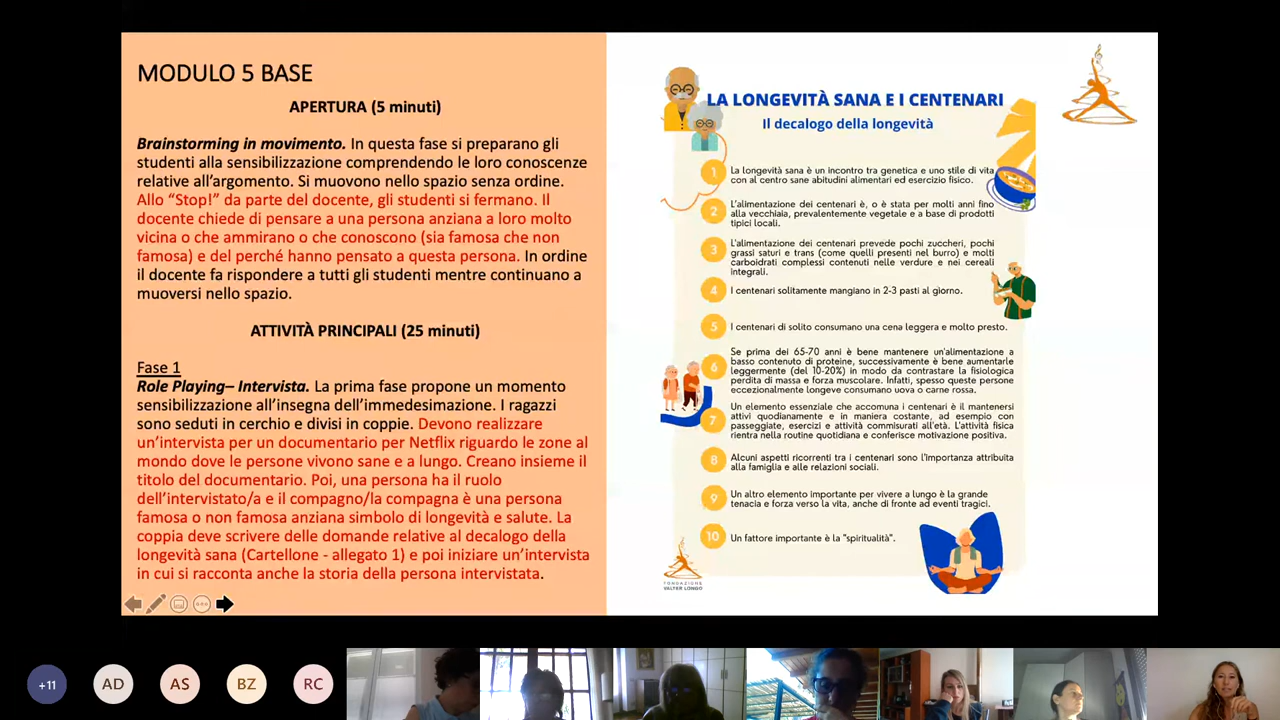 MODULO 5 BASE
APERTURA (5 minuti)
Brainstorming in movimento. In questa fase si preparano gli
studenti alla sensibilizzazione comprendendo le loro conoscenze
relative all'argomento. Si muovono nello spazio senza ordine.
Allo “Stop!” da parte del docente, gli studenti si fermano. Il
docente chiede di pensare a una persona anziana a loro molto
vicina o che ammirano o che conoscono (sia famosa che non
famosa) e del perché hanno pensato a questa persona. In ordine
il docente fa rispondere a tutti gli studenti mentre continuano a
muoversi nello spazio.
ATTIVITÀ PRINCIPALI (25 minuti)
Fase 1
Role Playing– Intervista. La prima fase propone un momento
sensibilizzazione all'insegna dell'immedesimazione. I ragazzi
sono seduti in cerchio e divisi in coppie. Devono realizzare
un'intervista per un documentario per Netflix riguardo le zone al
mondo dove le persone vivono sane e a lungo. Creano insieme il
titolo del documentario. Poi, una persona ha il ruolo
dell'intervistato/a e il compagno/la compagna è una persona
famosa o non famosa anziana simbolo di longevità e salute. La
coppia deve scrivere delle domande relative al decalogo della
longevità sana (Cartellone - allegato 1) e poi iniziare un'intervista
in cui si racconta anche la storia della persona intervistata.
LA LONGEVITÀ SANA E I CENTENARI
Il decalogo della longevità
1 La longevità sana è un incontro tra genetica e uno stile di vita
con al centro sane abitudini alimentari ed esercizio fisico.
2 L'alimentazione dei centenari è, o è stata per molti anni fino
alla vecchiaia, prevalentemente vegetale e a base di prodotti
tipici locali.
3 L'alimentazione dei centenari prevede pochi zuccheri, pochi
grassi saturi e trans (come quelli presenti nel burro) e molti
carboidrati complessi contenuti nelle verdure e nei cereali
integrali.
4 I centenari solitamente mangiano in 2-3 pasti al giorno.
5 I centenari di solito consumano una cena leggera e molto presto.
6 Se prima dei 65-70 anni è bene mantenere un'alimentazione a
basso contenuto di proteine, successivamente è bene aumentarle
leggermente (del 10-20%) in modo da contrastare la fisiologica
perdita di massa e forza muscolare. Infatti, spesso queste persone
eccezionalmente longeve consumano uova o carne rossa.
7 Un elemento essenziale che accomuna i centenari è il mantenersi
attivi quodianamente e in maniera costante, ad esempio con
passeggiate, esercizi e attività commisurati all'età. L'attività fisica
rientra nella routine quotidiana e conferisce motivazione positiva.
8 Alcuni aspetti ricorrenti tra i centenari sono l'importanza attribuita
alla famiglia e alle relazioni sociali.
9 Un altro elemento importante per vivere a lungo è la grande
tenacia e forza verso la vita, anche di fronte ad eventi tragici.
10 Un fattore importante è la "spiritualità".
FONDAZIONE
VALTER LONGO
+11 AD AS BZ RC